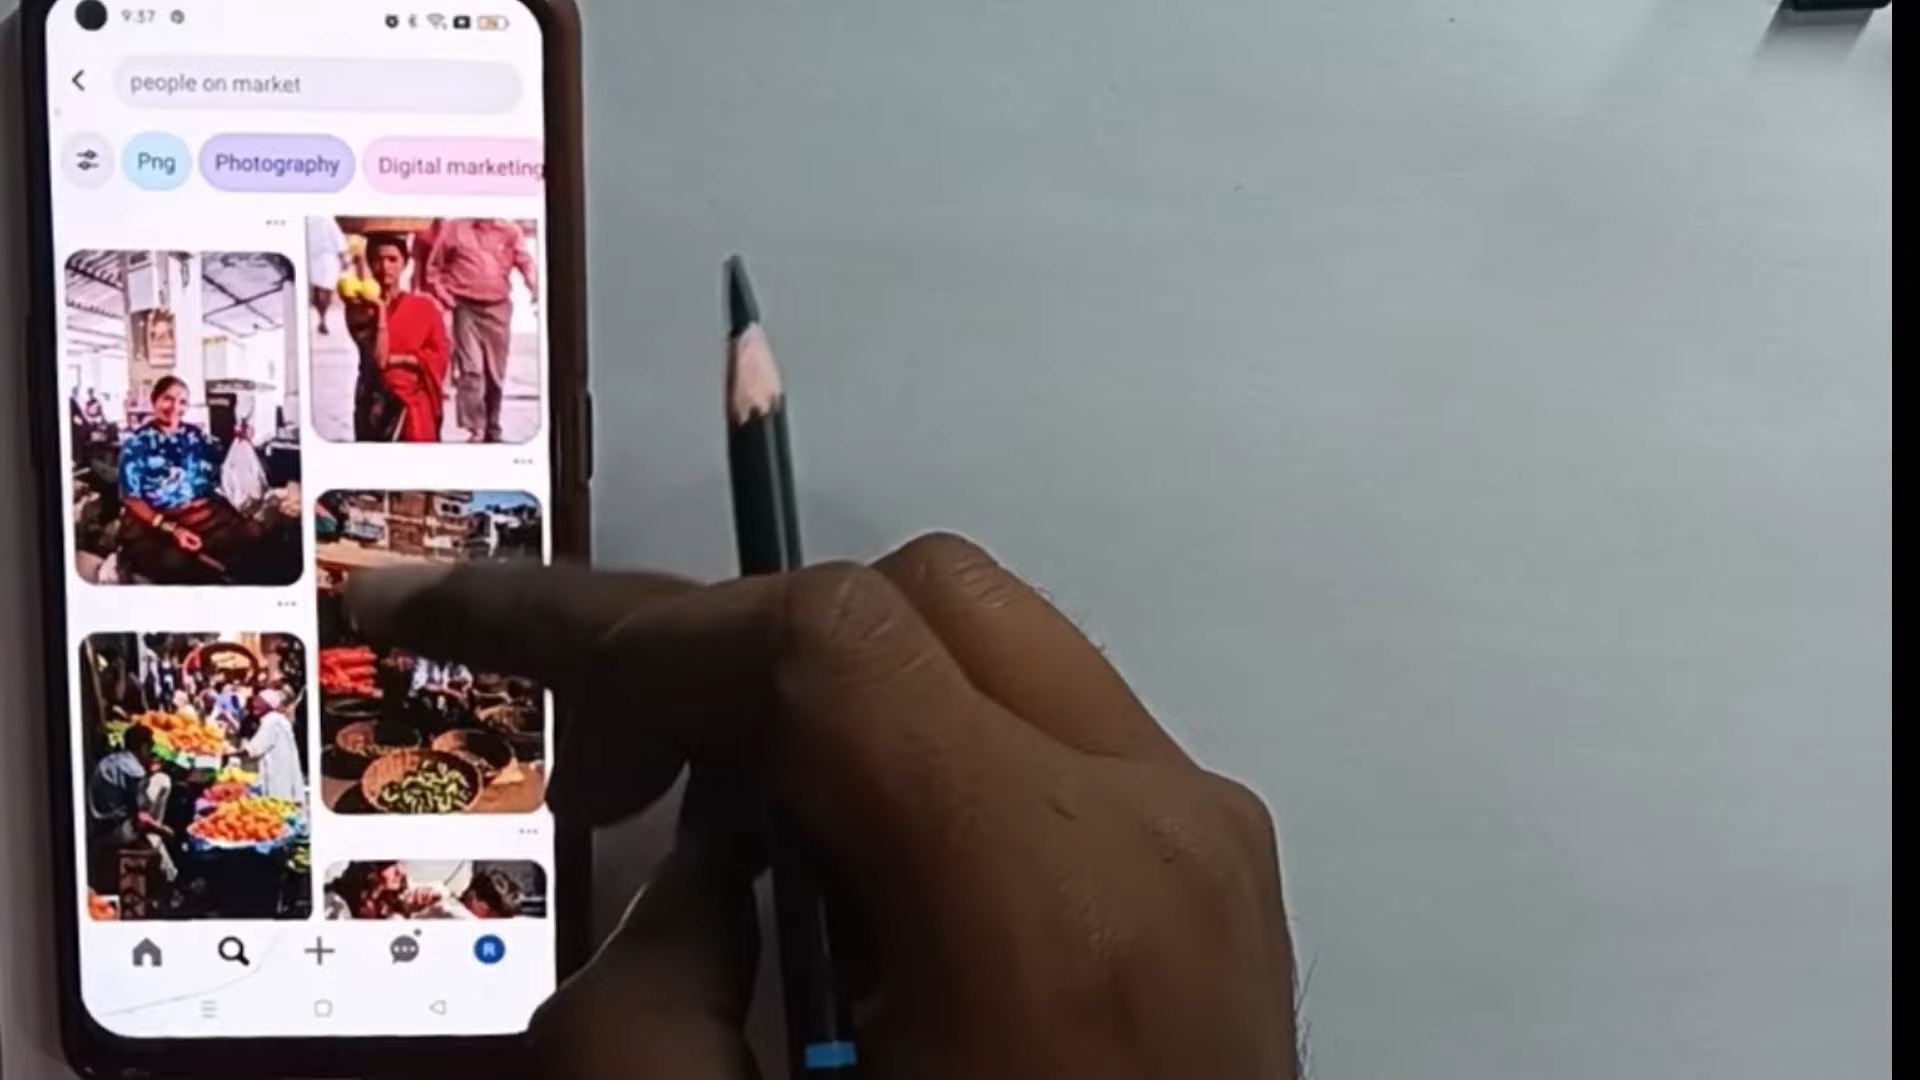 9:37
people on market
Png
Photography
Digital marketing
R